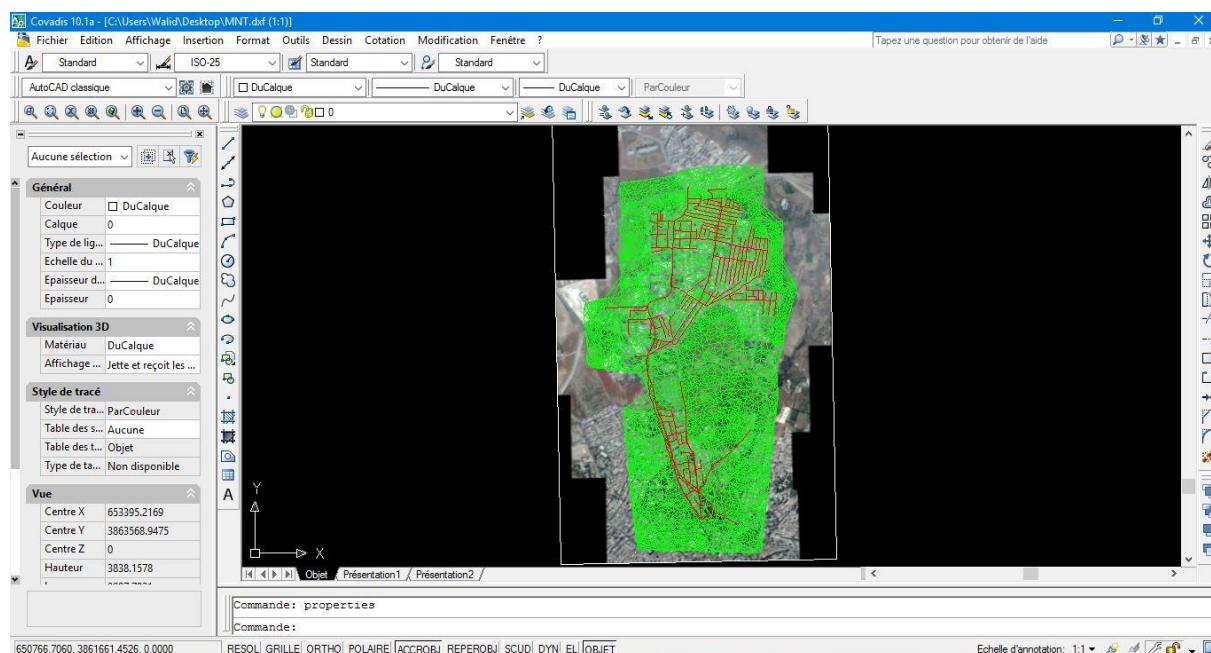 Covadis 10.1a - [C:\Users\Walid\Desktop\MNT.dxf (1:1)]
Fichier Edition Affichage Insertion Format Outils Dessin Cotation Modification Fenêtre ?
Tapez une question pour obtenir de l'aide
Standard ISO-25 Standard Standard
AutoCAD classique DuCalque DuCalque DuCalque ParCouleur
0
Aucune sélection
Général
Couleur DuCalque
Calque 0
Type de lig... DuCalque
Echelle du ... 1
Epaisseur d... DuCalque
Epaisseur 0
Visualisation 3D
Matériau DuCalque
Affichage ... Jette et reçoit les ...
Style de tracé
Style de tra... ParCouleur
Table des s... Aucune
Table des t... Objet
Type de ta... Non disponible
Vue
Centre X 653395.2169
Centre Y 3863568.9475
Centre Z 0
Hauteur 3838.1578
A
Y
X
Objet Présentation1 Présentation2
Commande: properties
Commande:
650766.7060, 3861661.4526, 0.0000 RESOL GRILLE ORTHO POLAIRE ACCROBJ REPEROBJ SCUD DYN EL OBJET Echelle d'annotation: 1:1